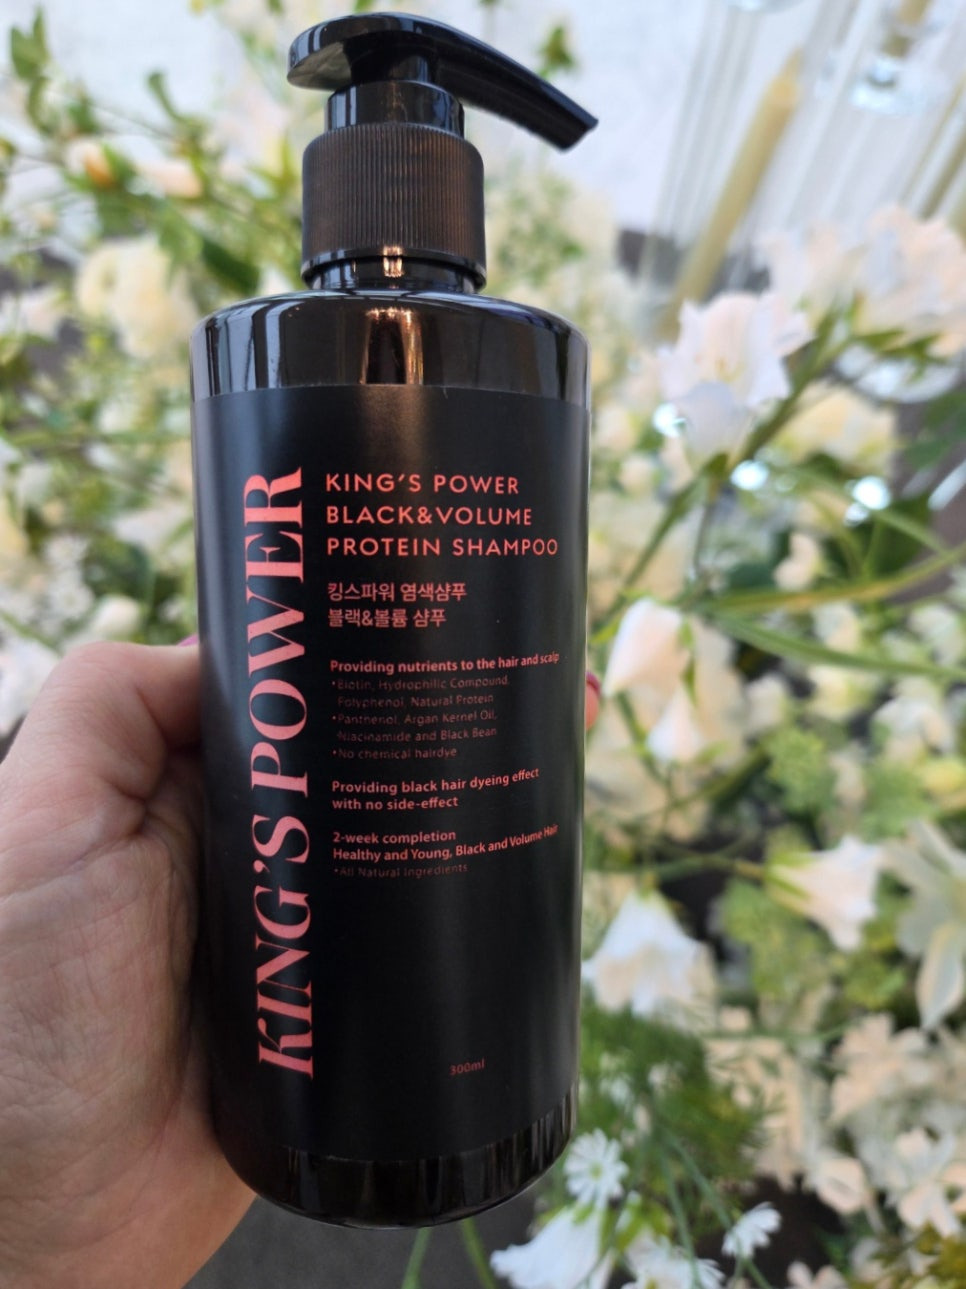 KING'S POWER
KING'S POWER
BLACK&VOLUME
PROTEIN SHAMPOO
킹스파워 염색샴푸
블랙&볼륨 샴푸
Providing nutrients to the hair and scalp
•Biotin, Hydrophilic Compound,
Polyphenol, Natural Protein
•Panthenol, Argan Kernel Oil,
Niacinamide and Black Bean
•No chemical hairdye
Providing black hair dyeing effect
with no side-effect
2-week completion
Healthy and Young, Black and Volume Hair
•All Natural Ingredients
300ml